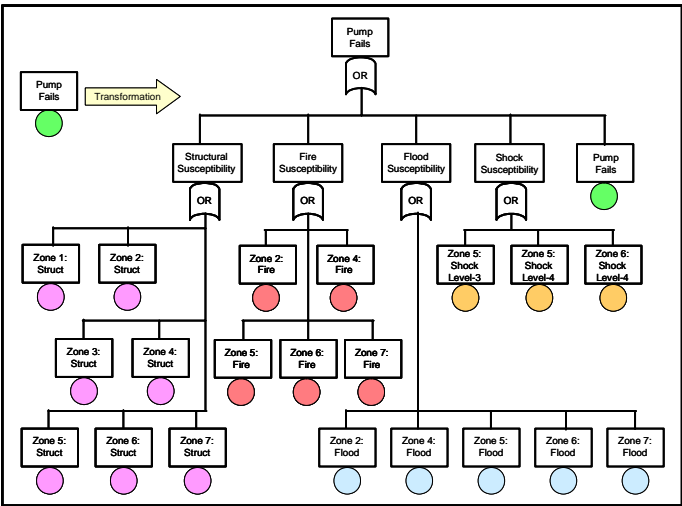 Pump
Fails
OR
Pump
Fails
Transformation
Structural
Susceptibility
Fire
Susceptibility
Flood
Susceptibility
Shock
Susceptibility
Pump
Fails
OR
OR
OR
OR
Zone 1:
Struct
Zone 2:
Struct
Zone 2:
Fire
Zone 4:
Fire
Zone 5:
Shock
Level-3
Zone 5:
Shock
Level-4
Zone 6:
Shock
Level-4
Zone 3:
Struct
Zone 4:
Struct
Zone 5:
Fire
Zone 6:
Fire
Zone 7:
Fire
Zone 5:
Struct
Zone 6:
Struct
Zone 7:
Struct
Zone 2:
Flood
Zone 4:
Flood
Zone 5:
Flood
Zone 6:
Flood
Zone 7:
Flood